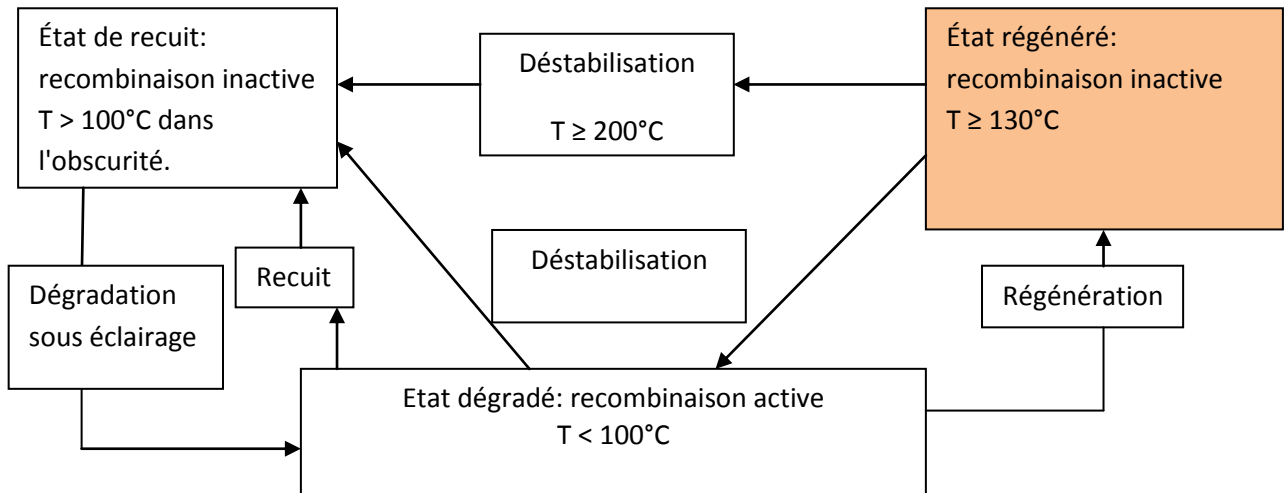 État de recuit:
recombinaison inactive
T > 100°C dans
l'obscurité.
Déstabilisation
T ≥ 200°C
État régénéré:
recombinaison inactive
T ≥ 130°C
Dégradation
sous éclairage
Recuit
Déstabilisation
Régénération
Etat dégradé: recombinaison active
T < 100°C